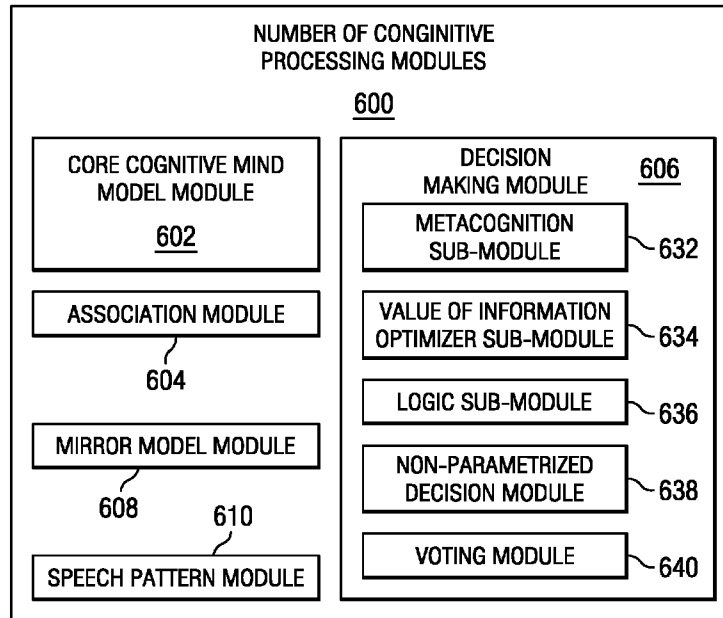 NUMBER OF CONGINITIVE
PROCESSING MODULES
600
CORE COGNITIVE MIND
MODEL MODULE
602
ASSOCIATION MODULE
604
MIRROR MODEL MODULE
608
610
SPEECH PATTERN MODULE
DECISION
MAKING MODULE
606
METACOGNITION
SUB-MODULE
632
VALUE OF INFORMATION
OPTIMIZER SUB-MODULE
634
LOGIC SUB-MODULE
636
NON-PARAMETRIZED
DECISION MODULE
638
VOTING MODULE
640